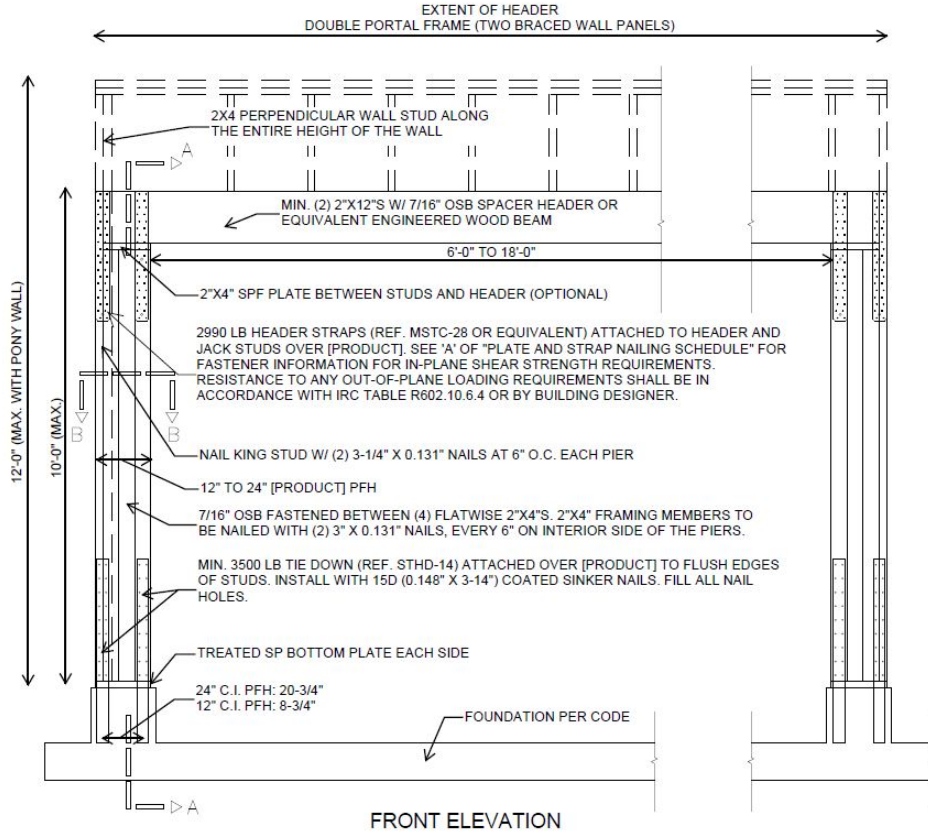 EXTENT OF HEADER
DOUBLE PORTAL FRAME (TWO BRACED WALL PANELS)
2X4 PERPENDICULAR WALL STUD ALONG
THE ENTIRE HEIGHT OF THE WALL
A
MIN. (2) 2"X12"S W/ 7/16" OSB SPACER HEADER OR
EQUIVALENT ENGINEERED WOOD BEAM
6'-0" TO 18'-0"
2"X4" SPF PLATE BETWEEN STUDS AND HEADER (OPTIONAL)
2990 LB HEADER STRAPS (REF. MSTC-28 OR EQUIVALENT) ATTACHED TO HEADER AND
JACK STUDS OVER [PRODUCT]. SEE 'A' OF "PLATE AND STRAP NAILING SCHEDULE" FOR
FASTENER INFORMATION FOR IN-PLANE SHEAR STRENGTH REQUIREMENTS.
RESISTANCE TO ANY OUT-OF-PLANE LOADING REQUIREMENTS SHALL BE IN
ACCORDANCE WITH IRC TABLE R602.10.6.4 OR BY BUILDING DESIGNER.
B
B
12'-0" (MAX. WITH PONY WALL)
10'-0" (MAX.)
NAIL KING STUD W/ (2) 3-1/4" X 0.131" NAILS AT 6" O.C. EACH PIER
12" TO 24" [PRODUCT] PFH
7/16" OSB FASTENED BETWEEN (4) FLATWISE 2"X4"S. 2"X4" FRAMING MEMBERS TO
BE NAILED WITH (2) 3" X 0.131" NAILS, EVERY 6" ON INTERIOR SIDE OF THE PIERS.
MIN. 3500 LB TIE DOWN (REF. STHD-14) ATTACHED OVER [PRODUCT] TO FLUSH EDGES
OF STUDS. INSTALL WITH 15D (0.148" X 3-14") COATED SINKER NAILS. FILL ALL NAIL
HOLES.
TREATED SP BOTTOM PLATE EACH SIDE
24" C.I. PFH: 20-3/4"
12" C.I. PFH: 8-3/4"
FOUNDATION PER CODE
A
FRONT ELEVATION